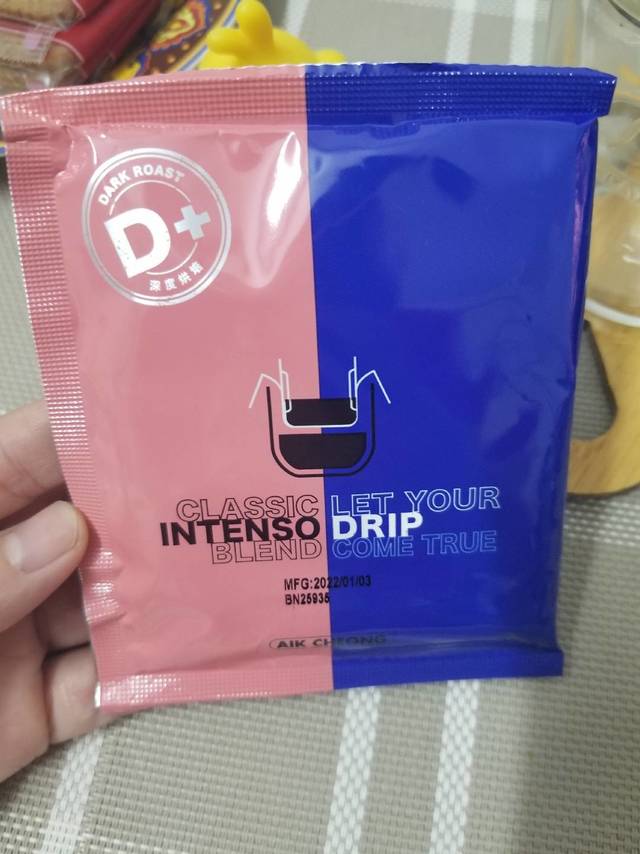 DARK ROAST
D+
深度烘焙
CLASSIC LET YOUR
INTENSO DRIP
BLEND COME TRUE
MFG:2022/01/03
BN25935
AIK CHEONG